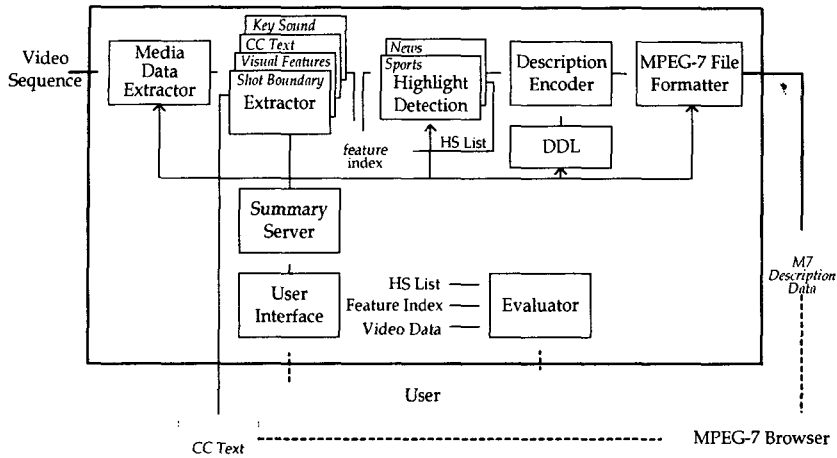 Key Sound
CC Text
Visual Features
Shot Boundary
Extractor
Video
Sequence
Media
Data
Extractor
News
Sports
Highlight
Detection
Description
Encoder
MPEG-7 File
Formatter
feature
index
HS List
DDL
Summary
Server
User
Interface
HS List
Feature Index
Video Data
Evaluator
M7
Description
Data
User
CC Text
MPEG-7 Browser